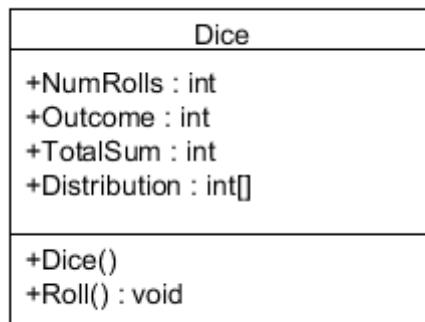 Dice
+NumRolls : int
+Outcome : int
+TotalSum : int
+Distribution : int[]
+Dice()
+Roll() : void